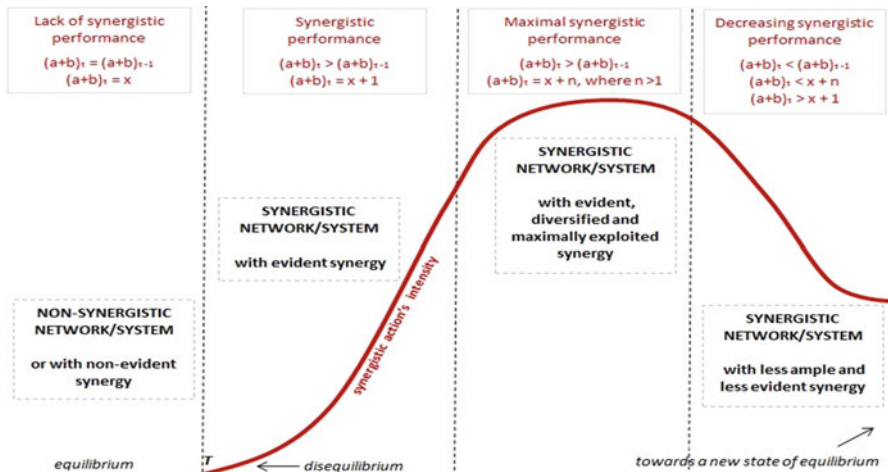 Lack of synergistic
performance
(a+b)ₜ = (a+b)ₜ₋₁
(a+b)ₜ = x
Synergistic
performance
(a+b)ₜ > (a+b)ₜ₋₁
(a+b)ₜ = x + 1
Maximal synergistic
performance
(a+b)ₜ > (a+b)ₜ₋₁
(a+b)ₜ = x + n, where n >1
Decreasing synergistic
performance
(a+b)ₜ < (a+b)ₜ₋₁
(a+b)ₜ < x + n
(a+b)ₜ > x + 1
NON-SYNERGISTIC
NETWORK/SYSTEM
or with non-evident
synergy
SYNERGISTIC
NETWORK/SYSTEM
with evident synergy
synergistic action's intensity
SYNERGISTIC
NETWORK/SYSTEM
with evident,
diversified and
maximally exploited
synergy
SYNERGISTIC
NETWORK/SYSTEM
with less ample and
less evident synergy
equilibrium
T
disequilibrium
towards a new state of equilibrium